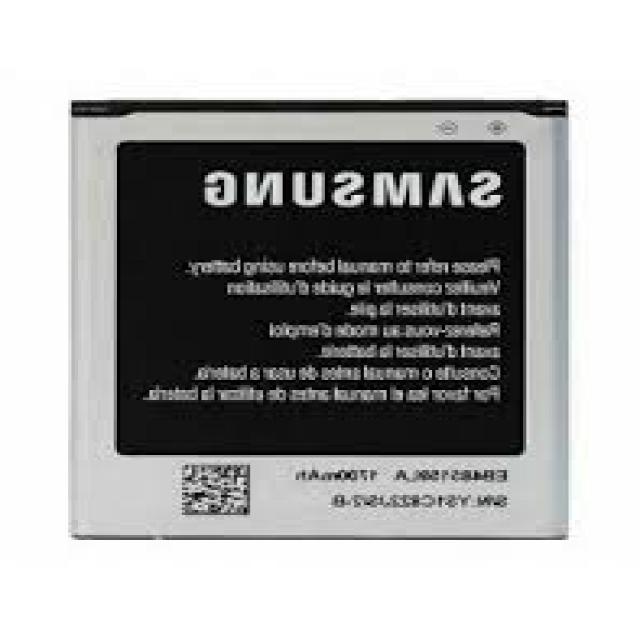 SAMSUNG
Please refer to manual before using battery.
Veuillez consulter le guide d'utilisation
avant d'utiliser la pile.
Référez-vous au mode d'emploi
avant d'utiliser la batterie.
Consulte o manual antes de usar a bateria.
Por favor lea el manual antes de utilizar la batería.
EB485159LA 1700mAh
S/N: